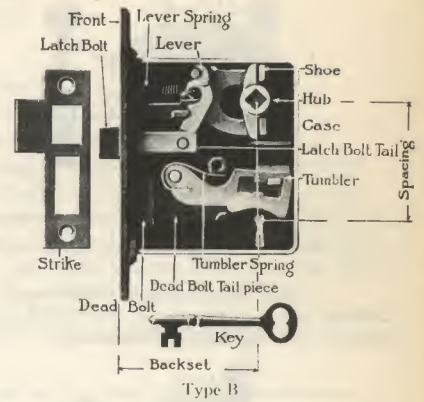 Front
Lever Spring
Latch Bolt
Lever
Shoe
Hub
Case
Latch Bolt Tail
Spacing
Tumbler
Strike
Tumbler Spring
Dead Bolt Tail piece
Dead Bolt
Key
Backset
Type B